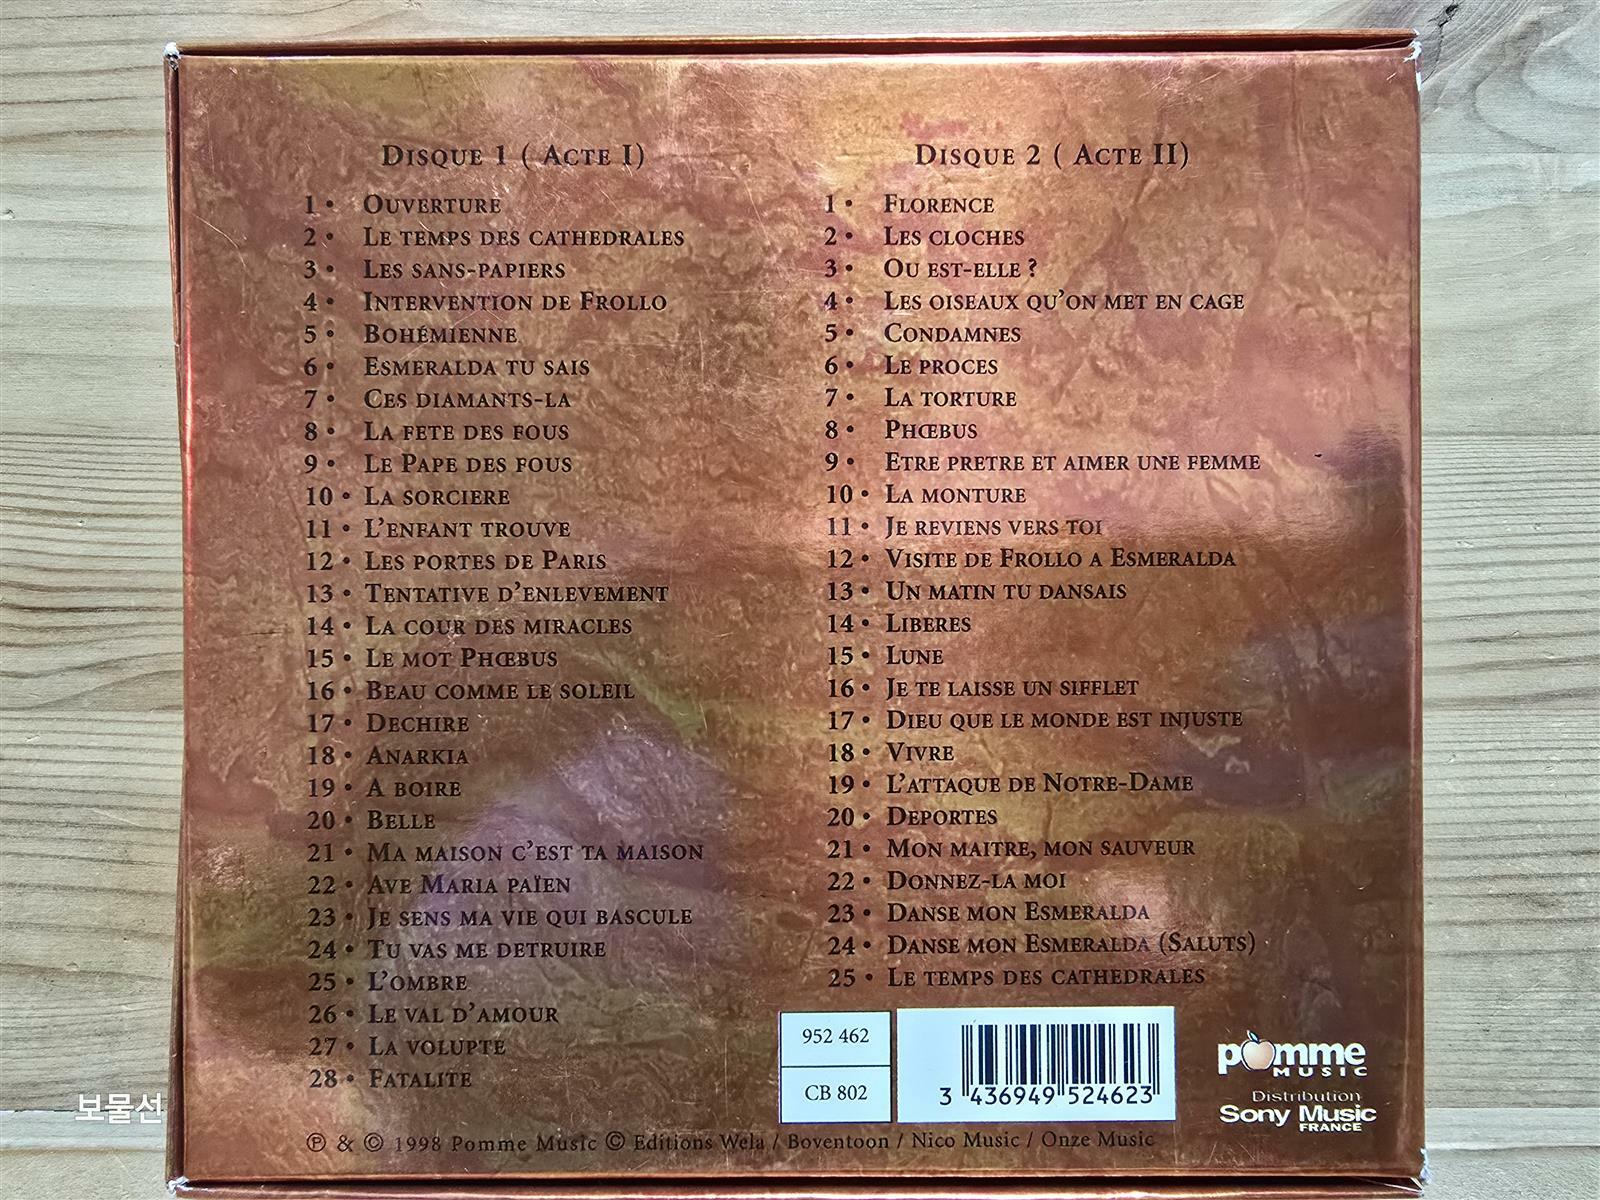 DISQUE 1 ( ACTE I)
1 • OUVERTURE
2 • LE TEMPS DES CATHEDRALES
3 • LES SANS-PAPIERS
4 • INTERVENTION DE FROLLO
5 • BOHÉMIENNE
6 • ESMERALDA TU SAIS
7 • CES DIAMANTS-LA
8 • LA FETE DES FOUS
9 • LE PAPE DES FOUS
10 • LA SORCIERE
11 • L'ENFANT TROUVE
12 • LES PORTES DE PARIS
13 • TENTATIVE D'ENLEVEMENT
14 • LA COUR DES MIRACLES
15 • LE MOT PHŒBUS
16 • BEAU COMME LE SOLEIL
17 • DECHIRE
18 • ANARKIA
19 • A BOIRE
20 • BELLE
21 • MA MAISON C'EST TA MAISON
22 • AVE MARIA PAÏEN
23 • JE SENS MA VIE QUI BASCULE
24 • TU VAS ME DETRUIRE
25 • L'OMBRE
26 • LE VAL D'AMOUR
27 • LA VOLUPTE
28 • FATALITE
DISQUE 2 ( ACTE II)
1 • FLORENCE
2 • LES CLOCHES
3 • OU EST-ELLE ?
4 • LES OISEAUX QU'ON MET EN CAGE
5 • CONDAMNES
6 • LE PROCES
7 • LA TORTURE
8 • PHŒBUS
9 • ETRE PRETRE ET AIMER UNE FEMME
10 • LA MONTURE
11 • JE REVIENS VERS TOI
12 • VISITE DE FROLLO A ESMERALDA
13 • UN MATIN TU DANSAIS
14 • LIBERES
15 • LUNE
16 • JE TE LAISSE UN SIFFLET
17 • DIEU QUE LE MONDE EST INJUSTE
18 • VIVRE
19 • L'ATTAQUE DE NOTRE-DAME
20 • DEPORTES
21 • MON MAITRE, MON SAUVEUR
22 • DONNEZ-LA MOI
23 • DANSE MON ESMERALDA
24 • DANSE MON ESMERALDA (SALUTS)
25 • LE TEMPS DES CATHEDRALES
952 462
CB 802
3 436949 524623
pomme
MUSIC
Distribution
Sony Music
FRANCE
보물선
℗ & © 1998 Pomme Music © Editions Wela / Boventoon / Nico Music / Onze Music